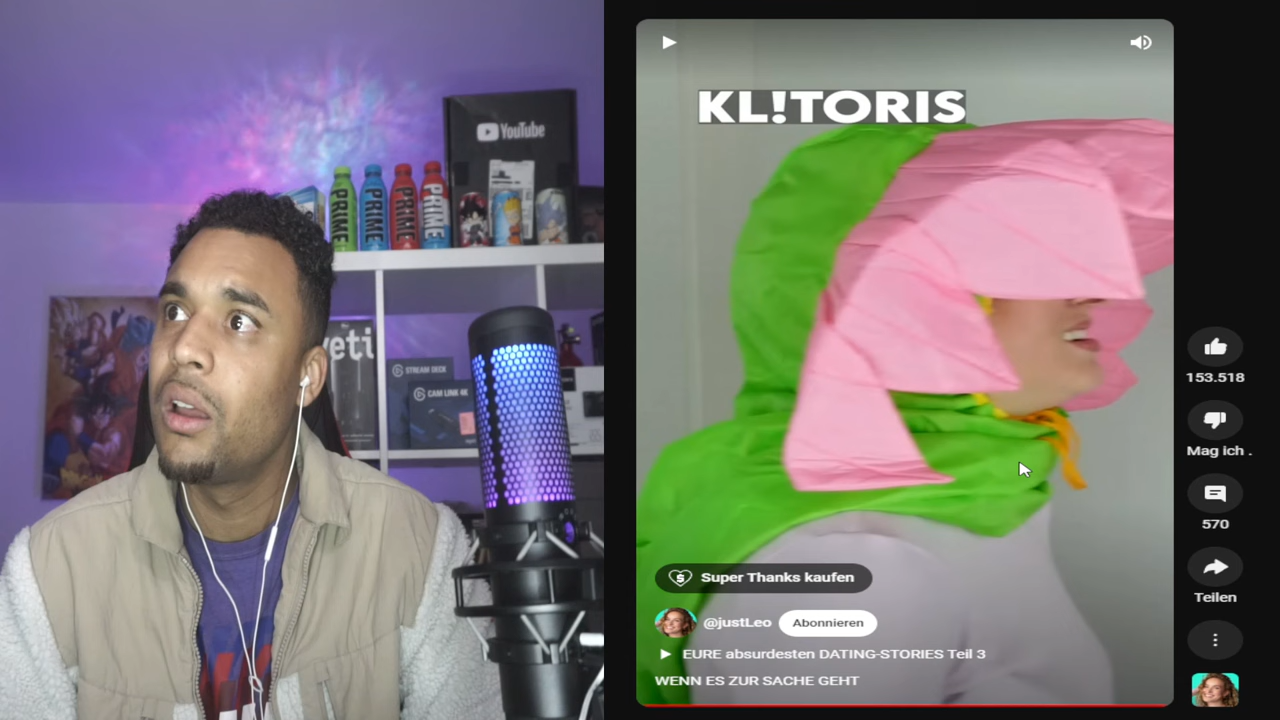 YouTube
PRIME
PRIME
PRIME
PRIME
yeti
STREAM DECK
CAM LINK 4K
KL!TORIS
153.518
Mag ich .
570
Teilen
Super Thanks kaufen
@justLeo
Abonnieren
EURE absurdesten DATING-STORIES Teil 3
WENN ES ZUR SACHE GEHT